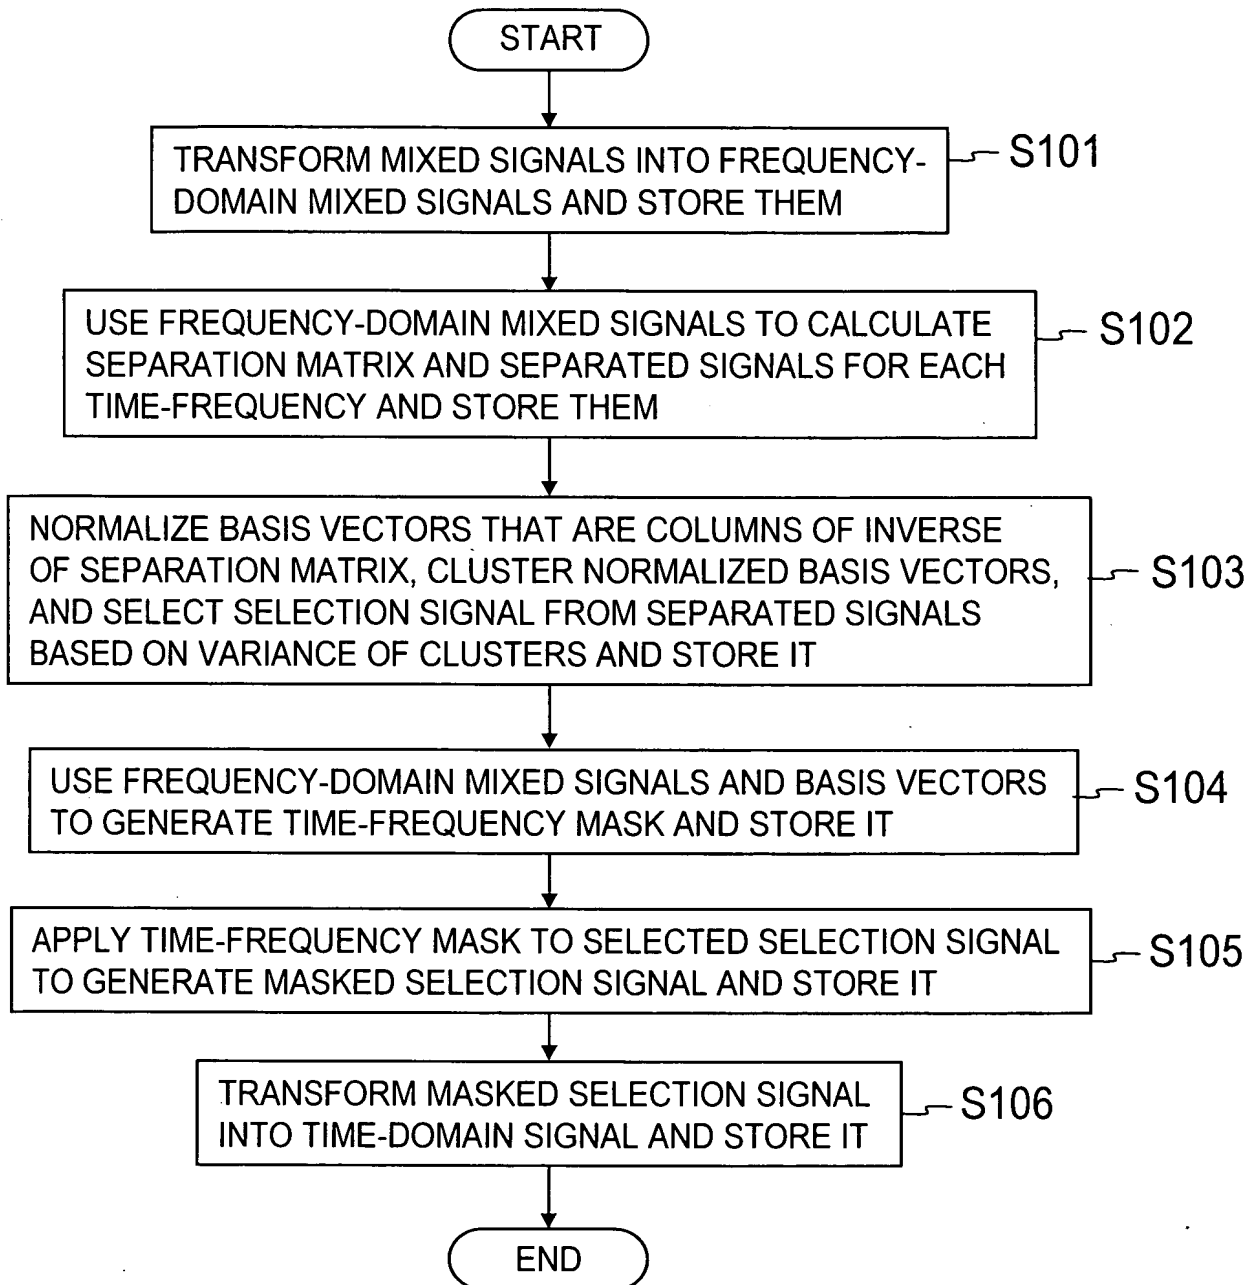 START
TRANSFORM MIXED SIGNALS INTO FREQUENCY-
DOMAIN MIXED SIGNALS AND STORE THEM
S101
USE FREQUENCY-DOMAIN MIXED SIGNALS TO CALCULATE
SEPARATION MATRIX AND SEPARATED SIGNALS FOR EACH
TIME-FREQUENCY AND STORE THEM
S102
NORMALIZE BASIS VECTORS THAT ARE COLUMNS OF INVERSE
OF SEPARATION MATRIX, CLUSTER NORMALIZED BASIS VECTORS,
AND SELECT SELECTION SIGNAL FROM SEPARATED SIGNALS
BASED ON VARIANCE OF CLUSTERS AND STORE IT
S103
USE FREQUENCY-DOMAIN MIXED SIGNALS AND BASIS VECTORS
TO GENERATE TIME-FREQUENCY MASK AND STORE IT
S104
APPLY TIME-FREQUENCY MASK TO SELECTED SELECTION SIGNAL
TO GENERATE MASKED SELECTION SIGNAL AND STORE IT
S105
TRANSFORM MASKED SELECTION SIGNAL
INTO TIME-DOMAIN SIGNAL AND STORE IT
S106
END